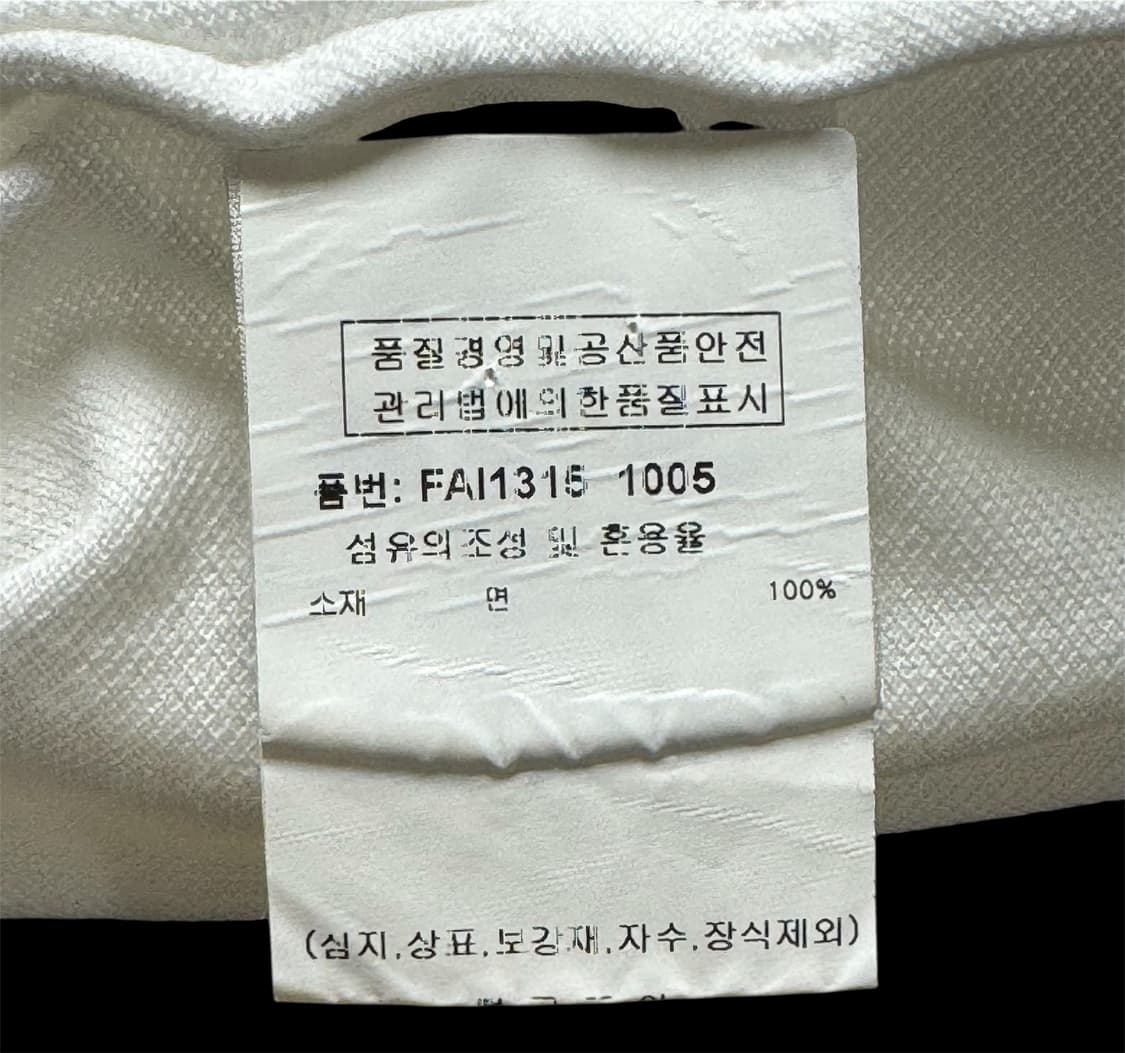 품질경영및공산품안전
관리법에의한품질표시
품번: FAI1315 1005
섬유의조성 및 혼용율
소재 면 100%
(심지,상표,보강재,자수,장식제외)